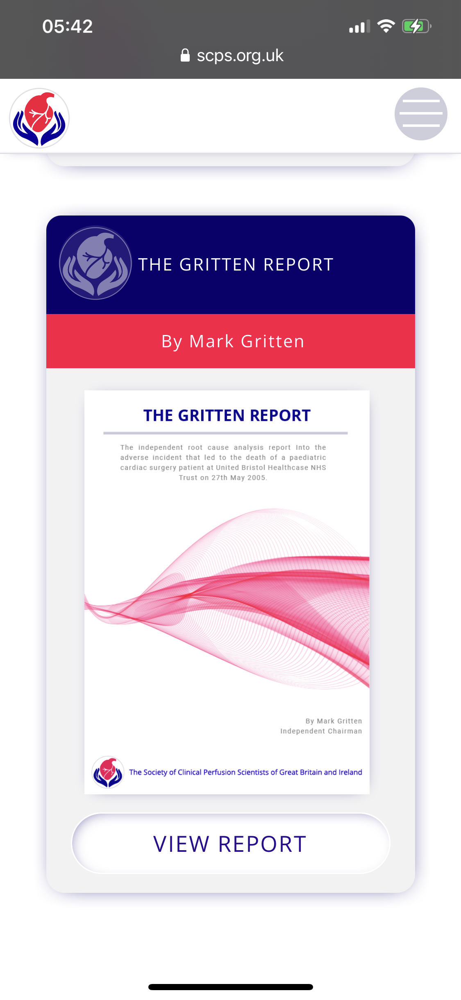 05:42
scps.org.uk
THE GRITTEN REPORT
By Mark Gritten
THE GRITTEN REPORT
The independent root cause analysis report Into the
adverse incident that led to the death of a paediatric
cardiac surgery patient at United Bristol Healthcase NHS
Trust on 27th May 2005.
By Mark Gritten
Independent Chairman
The Society of Clinical Perfusion Scientists of Great Britain and Ireland
VIEW REPORT